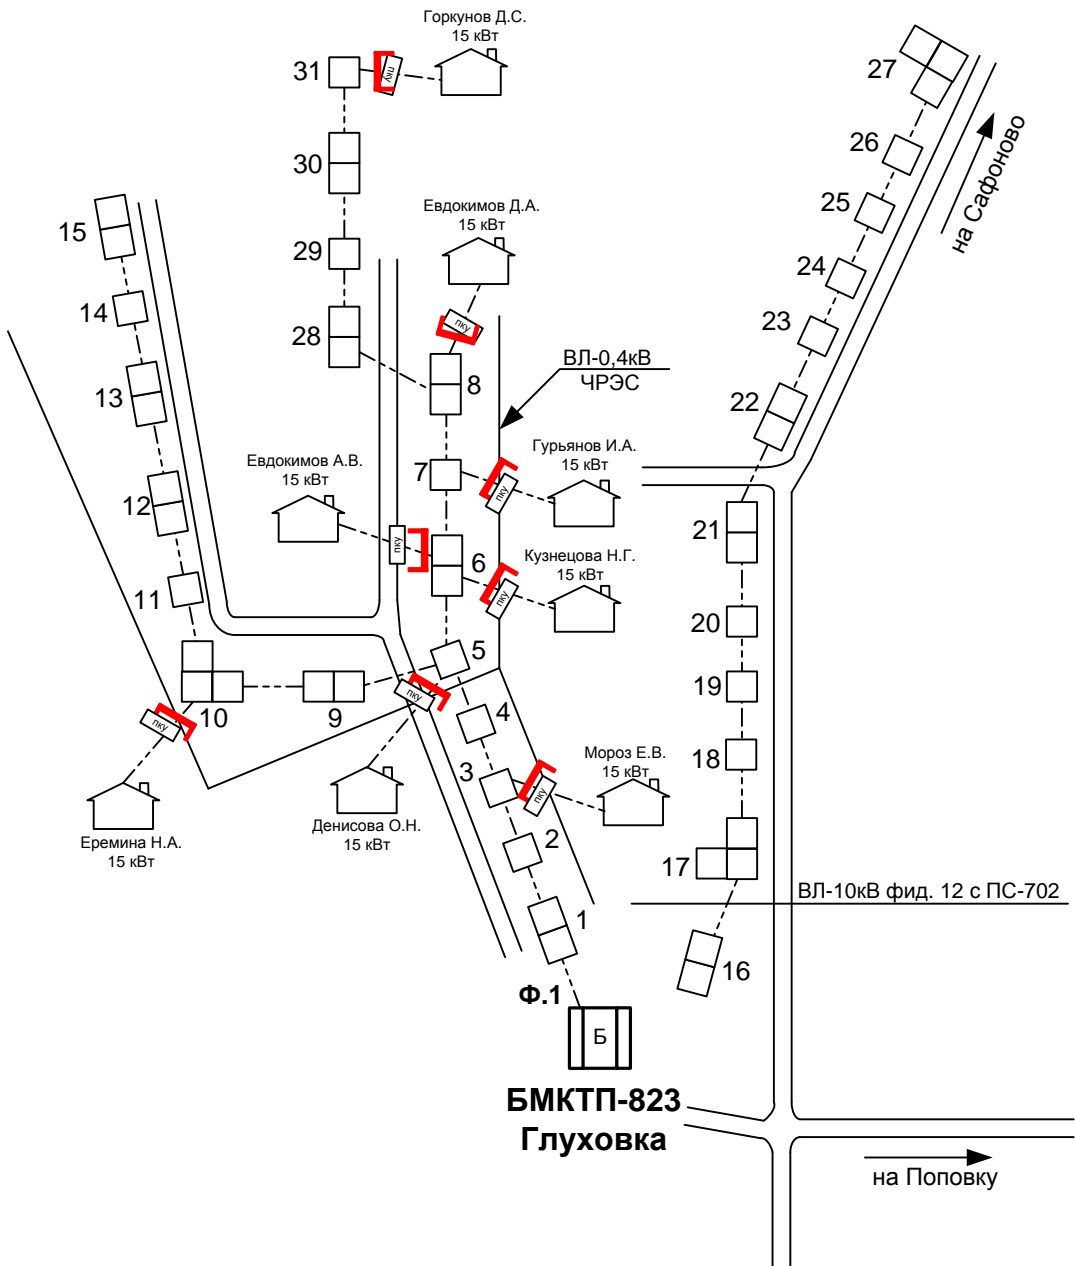 Горкунов Д.С.
15 кВт
31
пку
27
26
30
на Сафоново
15
Евдокимов Д.А.
15 кВт
25
29
24
14
пку
28
23
ВЛ-0,4кВ
ЧРЭС
8
13
22
Евдокимов А.В.
15 кВт
7
Гурьянов И.А.
15 кВт
пку
12
21
пку
6
Кузнецова Н.Г.
15 кВт
пку
11
20
5
19
пку
9
10
4
пку
18
3
Мороз Е.В.
15 кВт
пку
Еремина Н.А.
15 кВт
Денисова О.Н.
15 кВт
2
17
ВЛ-10кВ фид. 12 с ПС-702
1
16
Ф.1
Б
БМКТП-823
Глуховка
на Поповку